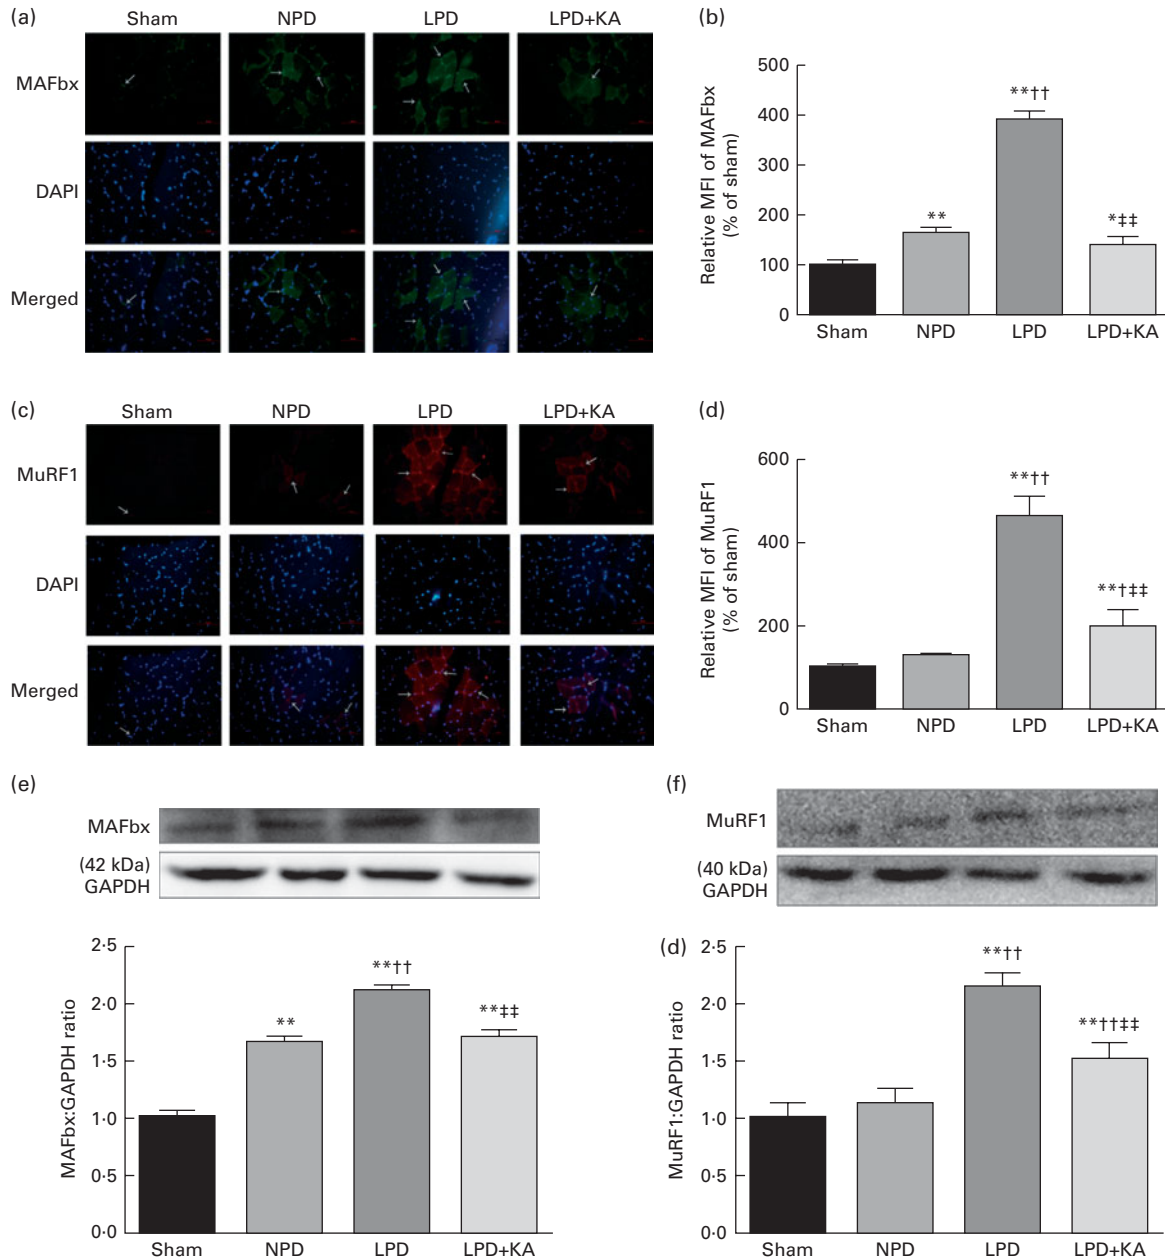 (a)
Sham NPD LPD LPD+KA
MAFbx
DAPI
Merged
(b)
Relative MFI of MAFbx
(% of sham)
500
400
300
200
100
0
**
**††
*‡‡
Sham NPD LPD LPD+KA
(c)
Sham NPD LPD LPD+KA
MuRF1
DAPI
Merged
(d)
Relative MFI of MuRF1
(% of sham)
600
400
200
100
0
**††
**†‡‡
Sham NPD LPD LPD+KA
(e)
MAFbx
(42 kDa)
GAPDH
MAFbx:GAPDH ratio
2·5
2·0
1·5
1·0
0·5
0·0
**
**††
**‡‡
Sham NPD LPD LPD+KA
(f)
MuRF1
(40 kDa)
GAPDH
(d)
MuRF1:GAPDH ratio
2·5
2·0
1·5
1·0
0·5
0·0
**††
**††‡‡
Sham NPD LPD LPD+KA